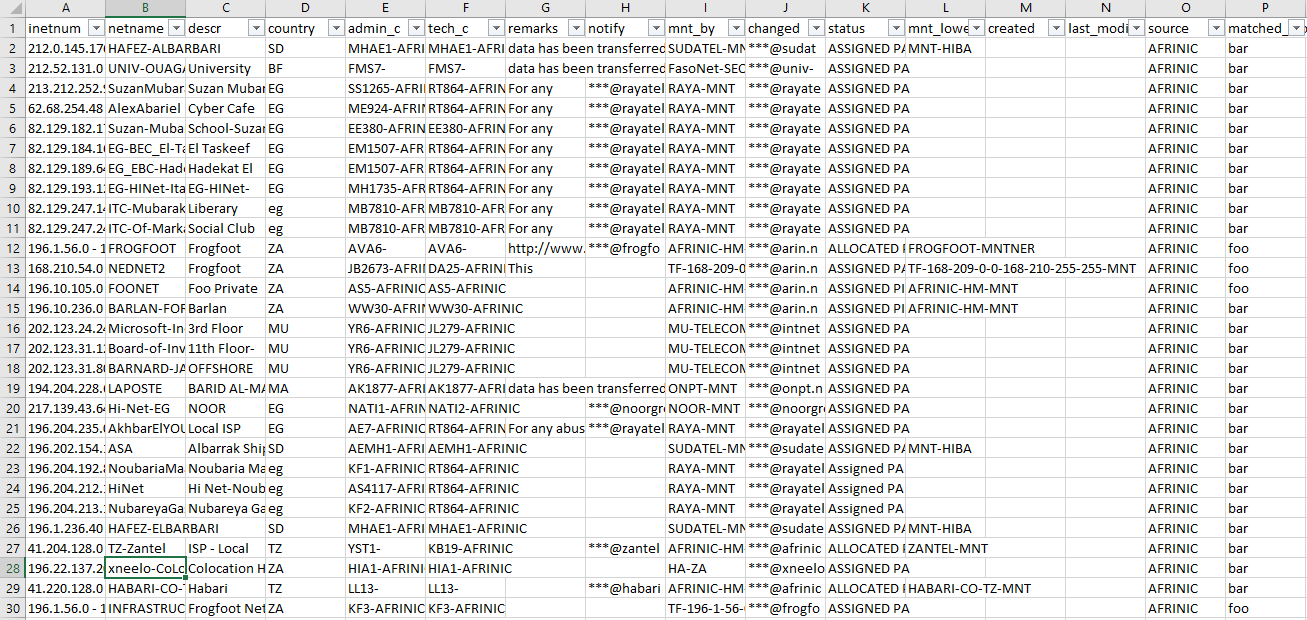 A B C D E F G H I J K L M N O P
1 inetnum netname descr country admin_c tech_c remarks notify mnt_by changed status mnt_lowe created last_modi source matched_
2 212.0.145.17 HAFEZ-ALBARBARI SD MHAE1-AFRI MHAE1-AFRI data has been transferred SUDATEL-MN ***@sudat ASSIGNED PA MNT-HIBA AFRINIC bar
3 212.52.131.0 UNIV-OUAGA University BF FMS7- FMS7- data has been transferred FasoNet-SEC ***@univ- ASSIGNED PA AFRINIC bar
4 213.212.252. SuzanMubar Suzan Mubar EG SS1265-AFRI RT864-AFRIN For any ***@rayatel RAYA-MNT ***@rayate ASSIGNED PA AFRINIC bar
5 62.68.254.48 AlexAbariel Cyber Cafe EG ME924-AFRI RT864-AFRIN For any ***@rayatel RAYA-MNT ***@rayatel ASSIGNED PA AFRINIC bar
6 82.129.182.1 Suzan-Muba School-Suza EG EE380-AFRIN EE380-AFRIN For any ***@rayatel RAYA-MNT ***@rayate ASSIGNED PA AFRINIC bar
7 82.129.184.1 EG-BEC_El-Ta El Taskeef EG EM1507-AFR RT864-AFRIN For any ***@rayatel RAYA-MNT ***@rayate ASSIGNED PA AFRINIC bar
8 82.129.189.6 EG_EBC-Had Hadekat El EG EM1507-AFR RT864-AFRIN For any ***@rayatel RAYA-MNT ***@rayate ASSIGNED PA AFRINIC bar
9 82.129.193.1 EG-HINet-Ita EG-HINet- EG MH1735-AFR RT864-AFRIN For any ***@rayatel RAYA-MNT ***@rayate ASSIGNED PA AFRINIC bar
10 82.129.247.1 ITC-Mubarak Liberary eg MB7810-AFR MB7810-AFR For any ***@rayatel RAYA-MNT ***@rayate ASSIGNED PA AFRINIC bar
11 82.129.247.2 ITC-Of-Mark Social Club eg MB7810-AFR MB7810-AFR For any ***@rayatel RAYA-MNT ***@rayate ASSIGNED PA AFRINIC bar
12 196.1.56.0 - 1 FROGFOOT Frogfoot ZA AVA6- AVA6- http://www. ***@frogfo AFRINIC-HM- ***@arin.n ALLOCATED FROGFOOT-MNTNER AFRINIC foo
13 168.210.54.0 NEDNET2 Frogfoot ZA JB2673-AFRI DA25-AFRIN This TF-168-209-0 ***@arin.n ASSIGNED PA TF-168-209-0-0-168-210-255-255-MNT AFRINIC foo
14 196.10.105.0 FOONET Foo Private ZA AS5-AFRINIC AS5-AFRINIC AFRINIC-HM- ***@arin.n ASSIGNED PI AFRINIC-HM-MNT AFRINIC foo
15 196.10.236.0 BARLAN-FOR Barlan ZA WW30-AFRI WW30-AFRINIC AFRINIC-HM- ***@arin.n ASSIGNED PI AFRINIC-HM-MNT AFRINIC bar
16 202.123.24.2 Microsoft-In 3rd Floor MU YR6-AFRINIC JL279-AFRINIC MU-TELECOM ***@intnet ASSIGNED PA AFRINIC bar
17 202.123.31.1 Board-of-Inv 11th Floor- MU YR6-AFRINIC JL279-AFRINIC MU-TELECOM ***@intnet ASSIGNED PA AFRINIC bar
18 202.123.31.8 BARNARD-JA OFFSHORE MU YR6-AFRINIC JL279-AFRINIC MU-TELECOM ***@intnet ASSIGNED PA AFRINIC bar
19 194.204.228. LAPOSTE BARID AL-MA MA AK1877-AFRI AK1877-AFRI data has been transferred ONPT-MNT ***@onpt.n ASSIGNED PA AFRINIC bar
20 217.139.43.6 Hi-Net-EG NOOR EG NATI1-AFRIN NATI2-AFRINIC ***@noorgr NOOR-MNT ***@noorgr ASSIGNED PA AFRINIC bar
21 196.204.235. AkhbarElYOU Local ISP EG AE7-AFRINIC RT864-AFRIN For any abus ***@rayatel RAYA-MNT ***@rayatel ASSIGNED PA AFRINIC bar
22 196.202.154. ASA Albarrak Ship SD AEMH1-AFRI AEMH1-AFRINIC SUDATEL-MN ***@sudate ASSIGNED PA MNT-HIBA AFRINIC bar
23 196.204.192. NoubariaMa Noubaria Ma eg KF1-AFRINIC RT864-AFRINIC RAYA-MNT ***@rayatel Assigned PA AFRINIC bar
24 196.204.212. HiNet Hi Net-Noub eg AS4117-AFRI RT864-AFRINIC RAYA-MNT ***@rayatel Assigned PA AFRINIC bar
25 196.204.213. NubareyaGa Nubareya Ga eg KF2-AFRINIC RT864-AFRINIC RAYA-MNT ***@rayatel Assigned PA AFRINIC bar
26 196.1.236.40 HAFEZ-ELBARBARI SD MHAE1-AFRI MHAE1-AFRINIC SUDATEL-MN ***@sudate ASSIGNED PA MNT-HIBA AFRINIC bar
27 41.204.128.0 TZ-Zantel ISP - Local TZ YST1- KB19-AFRINIC ***@zantel AFRINIC-HM- ***@afrinic ALLOCATED ZANTEL-MNT AFRINIC bar
28 196.22.137.2 xneelo-CoLo Colocation H ZA HIA1-AFRINI HIA1-AFRINIC HA-ZA ***@xneelo ASSIGNED PA AFRINIC bar
29 41.220.128.0 HABARI-CO- Habari TZ LL13- LL13- ***@habari AFRINIC-HM- ***@afrinic ALLOCATED HABARI-CO-TZ-MNT AFRINIC bar
30 196.1.56.0 - 1 INFRASTRUC Frogfoot Net ZA KF3-AFRINIC KF3-AFRINIC TF-196-1-56- ***@frogfo ASSIGNED PA AFRINIC foo